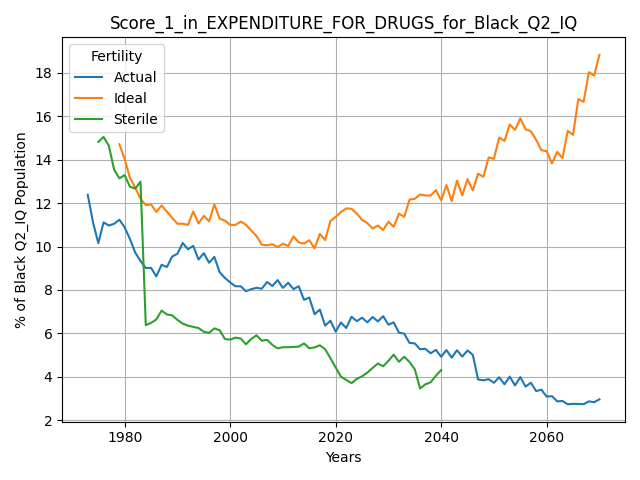 Score_1_in_EXPENDITURE_FOR_DRUGS_for_Black_Q2_IQ
Fertility
Actual
Ideal
Sterile
% of Black Q2_IQ Population
18
16
14
12
10
8
6
4
2
1980
2000
2020
2040
2060
Years